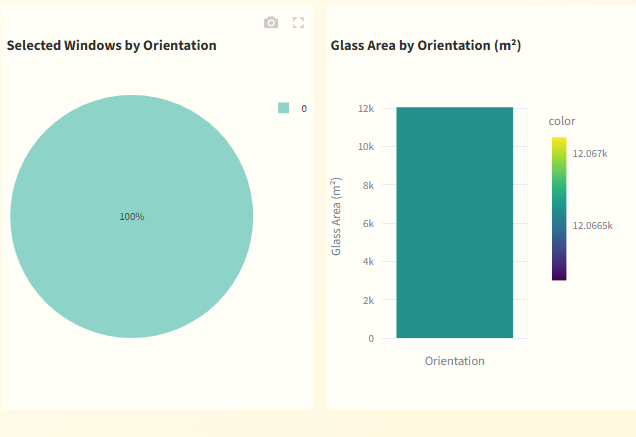 Selected Windows by Orientation
0
100%
Glass Area by Orientation (m²)
12k
10k
8k
6k
4k
2k
0
Glass Area (m²)
Orientation
color
12.067k
12.0665k